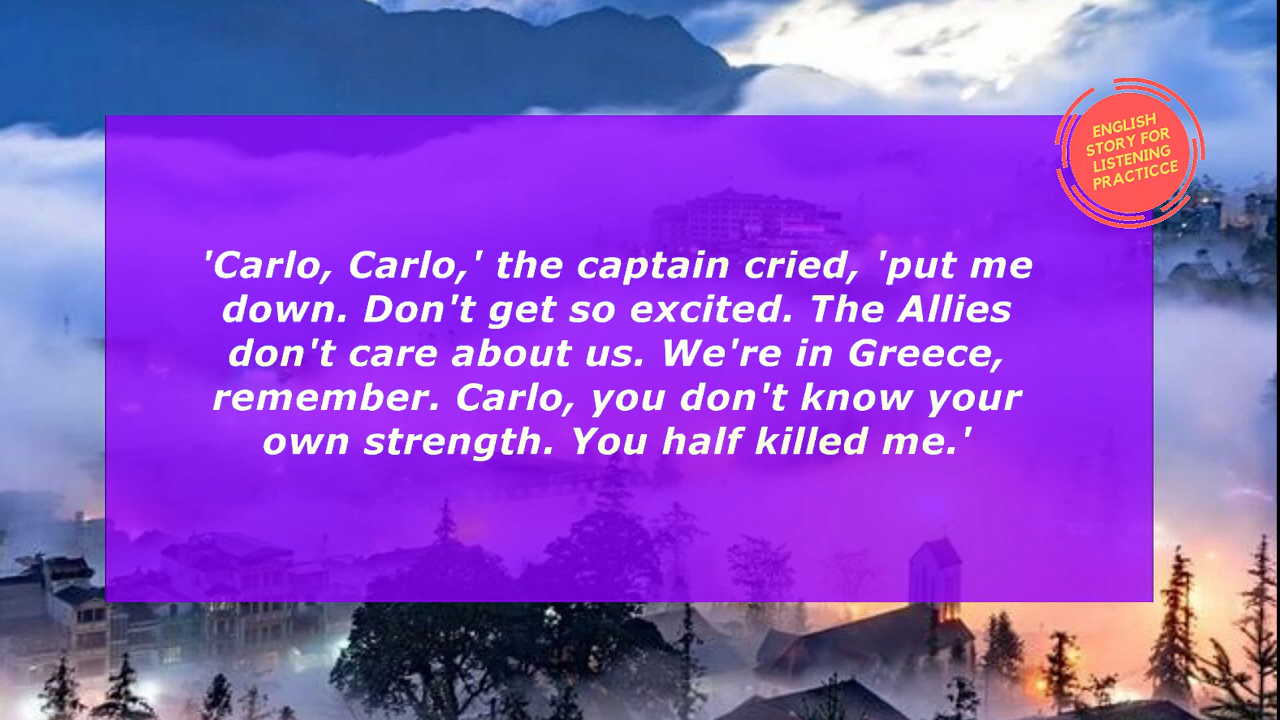 ENGLISH
STORY FOR
LISTENING
PRACTICCE
'Carlo, Carlo,' the captain cried, 'put me
down. Don't get so excited. The Allies
don't care about us. We're in Greece,
remember. Carlo, you don't know your
own strength. You half killed me.'